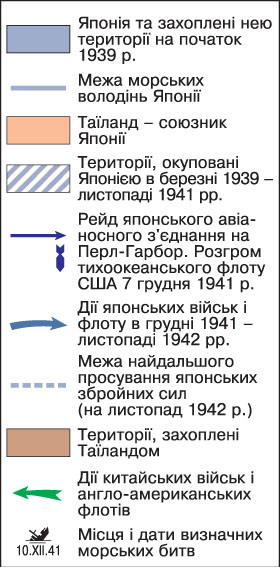 Японія та захоплені нею
території на початок
1939 р.
Межа морських
володінь Японії
Таїланд – союзник
Японії
Території, окуповані
Японією в березні 1939 –
листопаді 1941 рр.
Рейд японського авіа-
носного з’єднання на
Перл-Гарбор. Розгром
тихоокеанського флоту
США 7 грудня 1941 р.
Дії японських військ і
флоту в грудні 1941 –
листопаді 1942 рр.
Межа найдальшого
просування японських
збройних сил
(на листопад 1942 р.)
Території, захоплені
Таїландом
Дії китайських військ і
англо-американських
флотів
Місця і дати визначних
10.XII.41 морських битв